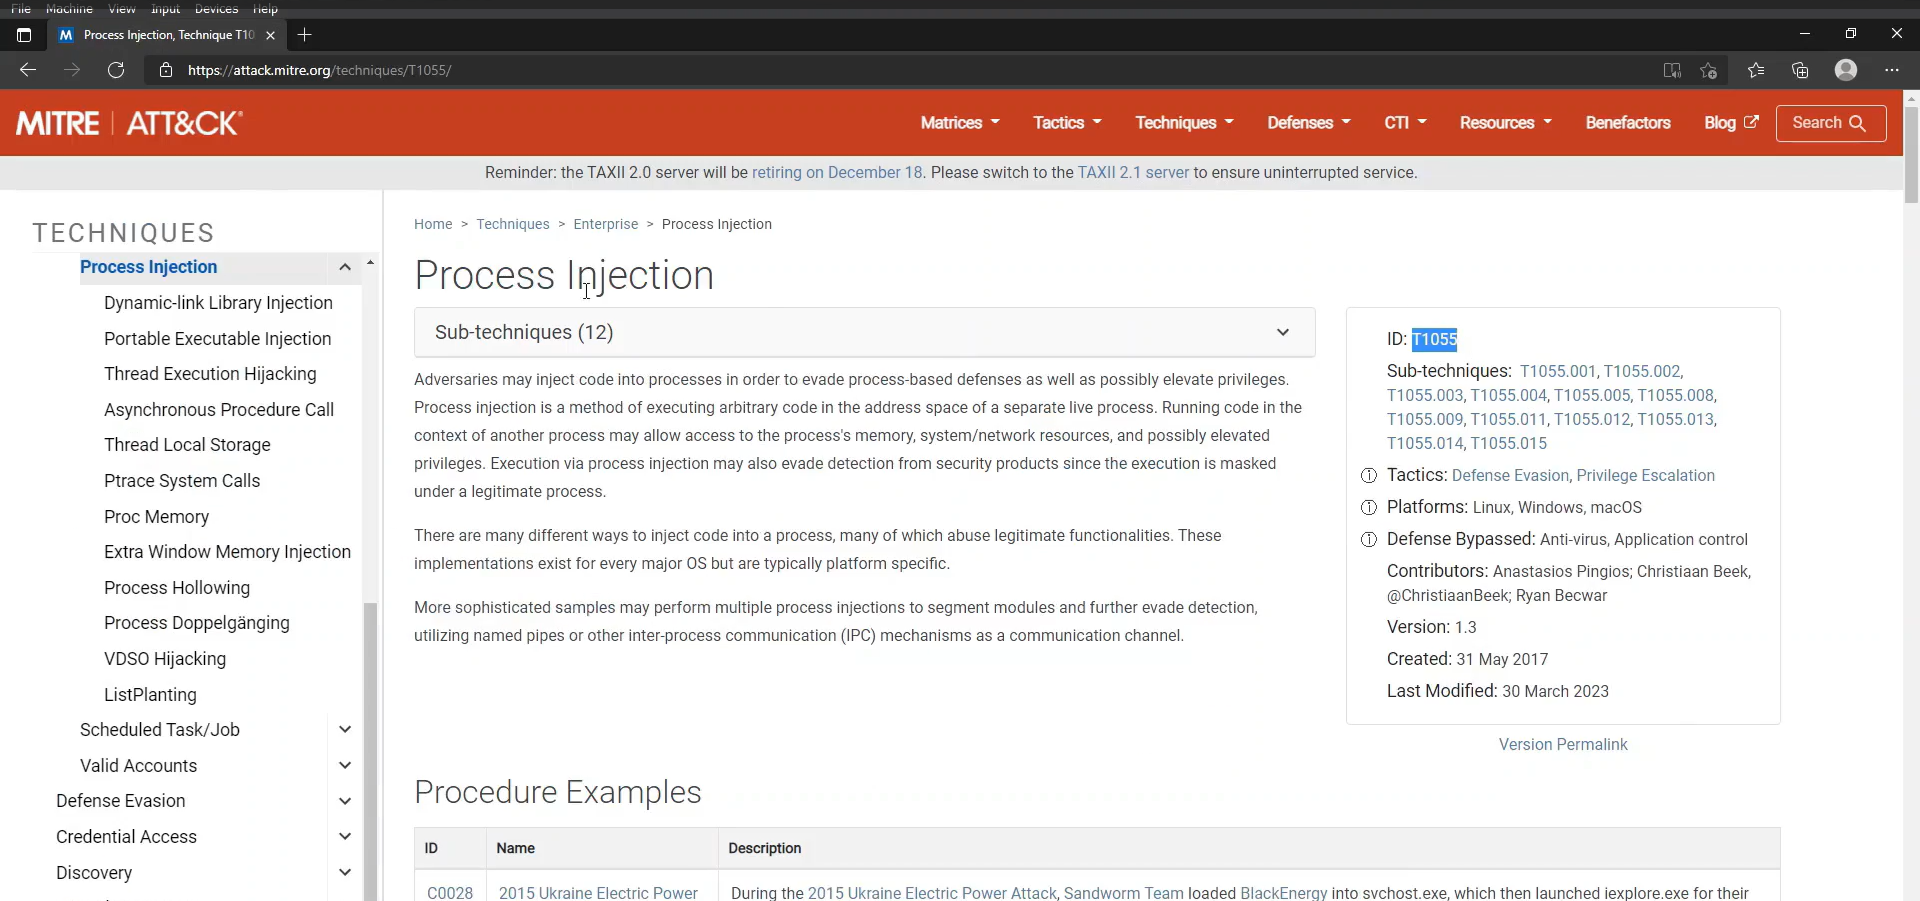 File Machine View Input Devices Help
Process Injection, Technique T10
https://attack.mitre.org/techniques/T1055/
MITRE | ATT&CK®
Matrices Tactics Techniques Defenses CTI Resources Benefactors Blog Search
Reminder: the TAXII 2.0 server will be retiring on December 18. Please switch to the TAXII 2.1 server to ensure uninterrupted service.
TECHNIQUES
Process Injection
Dynamic-link Library Injection
Portable Executable Injection
Thread Execution Hijacking
Asynchronous Procedure Call
Thread Local Storage
Ptrace System Calls
Proc Memory
Extra Window Memory Injection
Process Hollowing
Process Doppelgänging
VDSO Hijacking
ListPlanting
Scheduled Task/Job
Valid Accounts
Defense Evasion
Credential Access
Discovery
Home > Techniques > Enterprise > Process Injection
Process Injection
Sub-techniques (12)
Adversaries may inject code into processes in order to evade process-based defenses as well as possibly elevate privileges.
Process injection is a method of executing arbitrary code in the address space of a separate live process. Running code in the
context of another process may allow access to the process's memory, system/network resources, and possibly elevated
privileges. Execution via process injection may also evade detection from security products since the execution is masked
under a legitimate process.
There are many different ways to inject code into a process, many of which abuse legitimate functionalities. These
implementations exist for every major OS but are typically platform specific.
More sophisticated samples may perform multiple process injections to segment modules and further evade detection,
utilizing named pipes or other inter-process communication (IPC) mechanisms as a communication channel.
ID: T1055
Sub-techniques: T1055.001, T1055.002,
T1055.003, T1055.004, T1055.005, T1055.008,
T1055.009, T1055.011, T1055.012, T1055.013,
T1055.014, T1055.015
Tactics: Defense Evasion, Privilege Escalation
Platforms: Linux, Windows, macOS
Defense Bypassed: Anti-virus, Application control
Contributors: Anastasios Pingios; Christiaan Beek,
@ChristiaanBeek; Ryan Becwar
Version: 1.3
Created: 31 May 2017
Last Modified: 30 March 2023
Version Permalink
Procedure Examples
ID Name Description
C0028 2015 Ukraine Electric Power During the 2015 Ukraine Electric Power Attack, Sandworm Team loaded BlackEnergy into svchost.exe, which then launched iexplore.exe for their